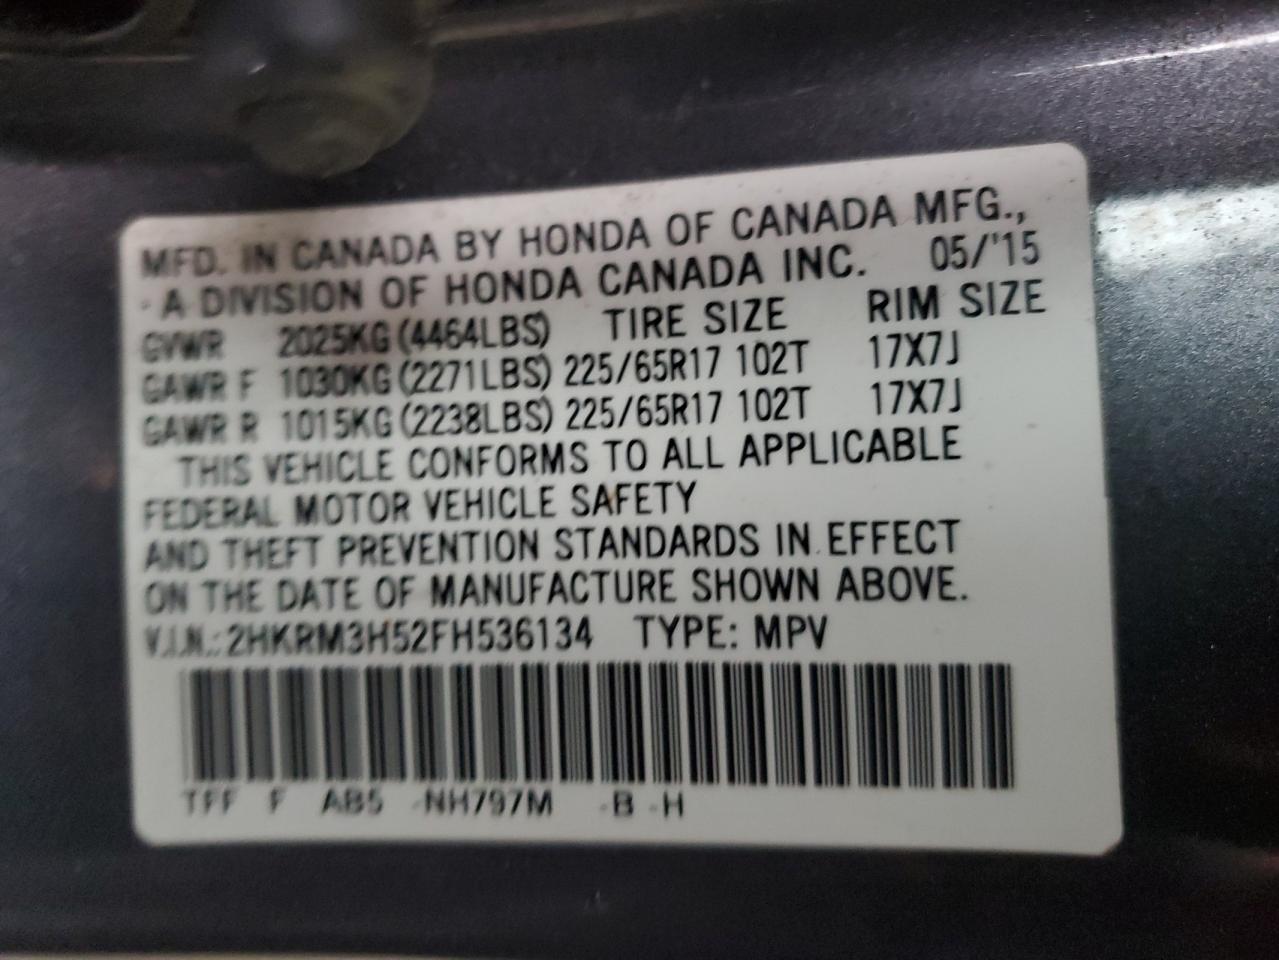 MFD. IN CANADA BY HONDA OF CANADA MFG.,
- A DIVISION OF HONDA CANADA INC. 05/'15
GVWR 2025KG (4464LBS) TIRE SIZE RIM SIZE
GAWR F 1030KG (2271LBS) 225/65R17 102T 17X7J
GAWR R 1015KG (2238LBS) 225/65R17 102T 17X7J
THIS VEHICLE CONFORMS TO ALL APPLICABLE
FEDERAL MOTOR VEHICLE SAFETY
AND THEFT PREVENTION STANDARDS IN EFFECT
ON THE DATE OF MANUFACTURE SHOWN ABOVE.
V.I.N.: 2HKRM3H52FH536134 TYPE: MPV
TFF F AB5 -NH797M -B -H